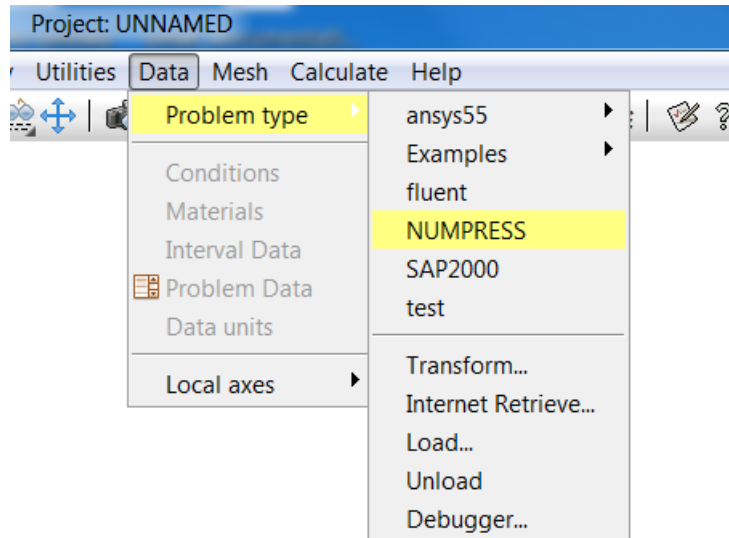 Project: UNNAMED
Utilities Data Mesh Calculate Help
Problem type
Conditions
Materials
Interval Data
Problem Data
Data units
Local axes
ansys55
Examples
fluent
NUMPRESS
SAP2000
test
Transform...
Internet Retrieve...
Load...
Unload
Debugger...